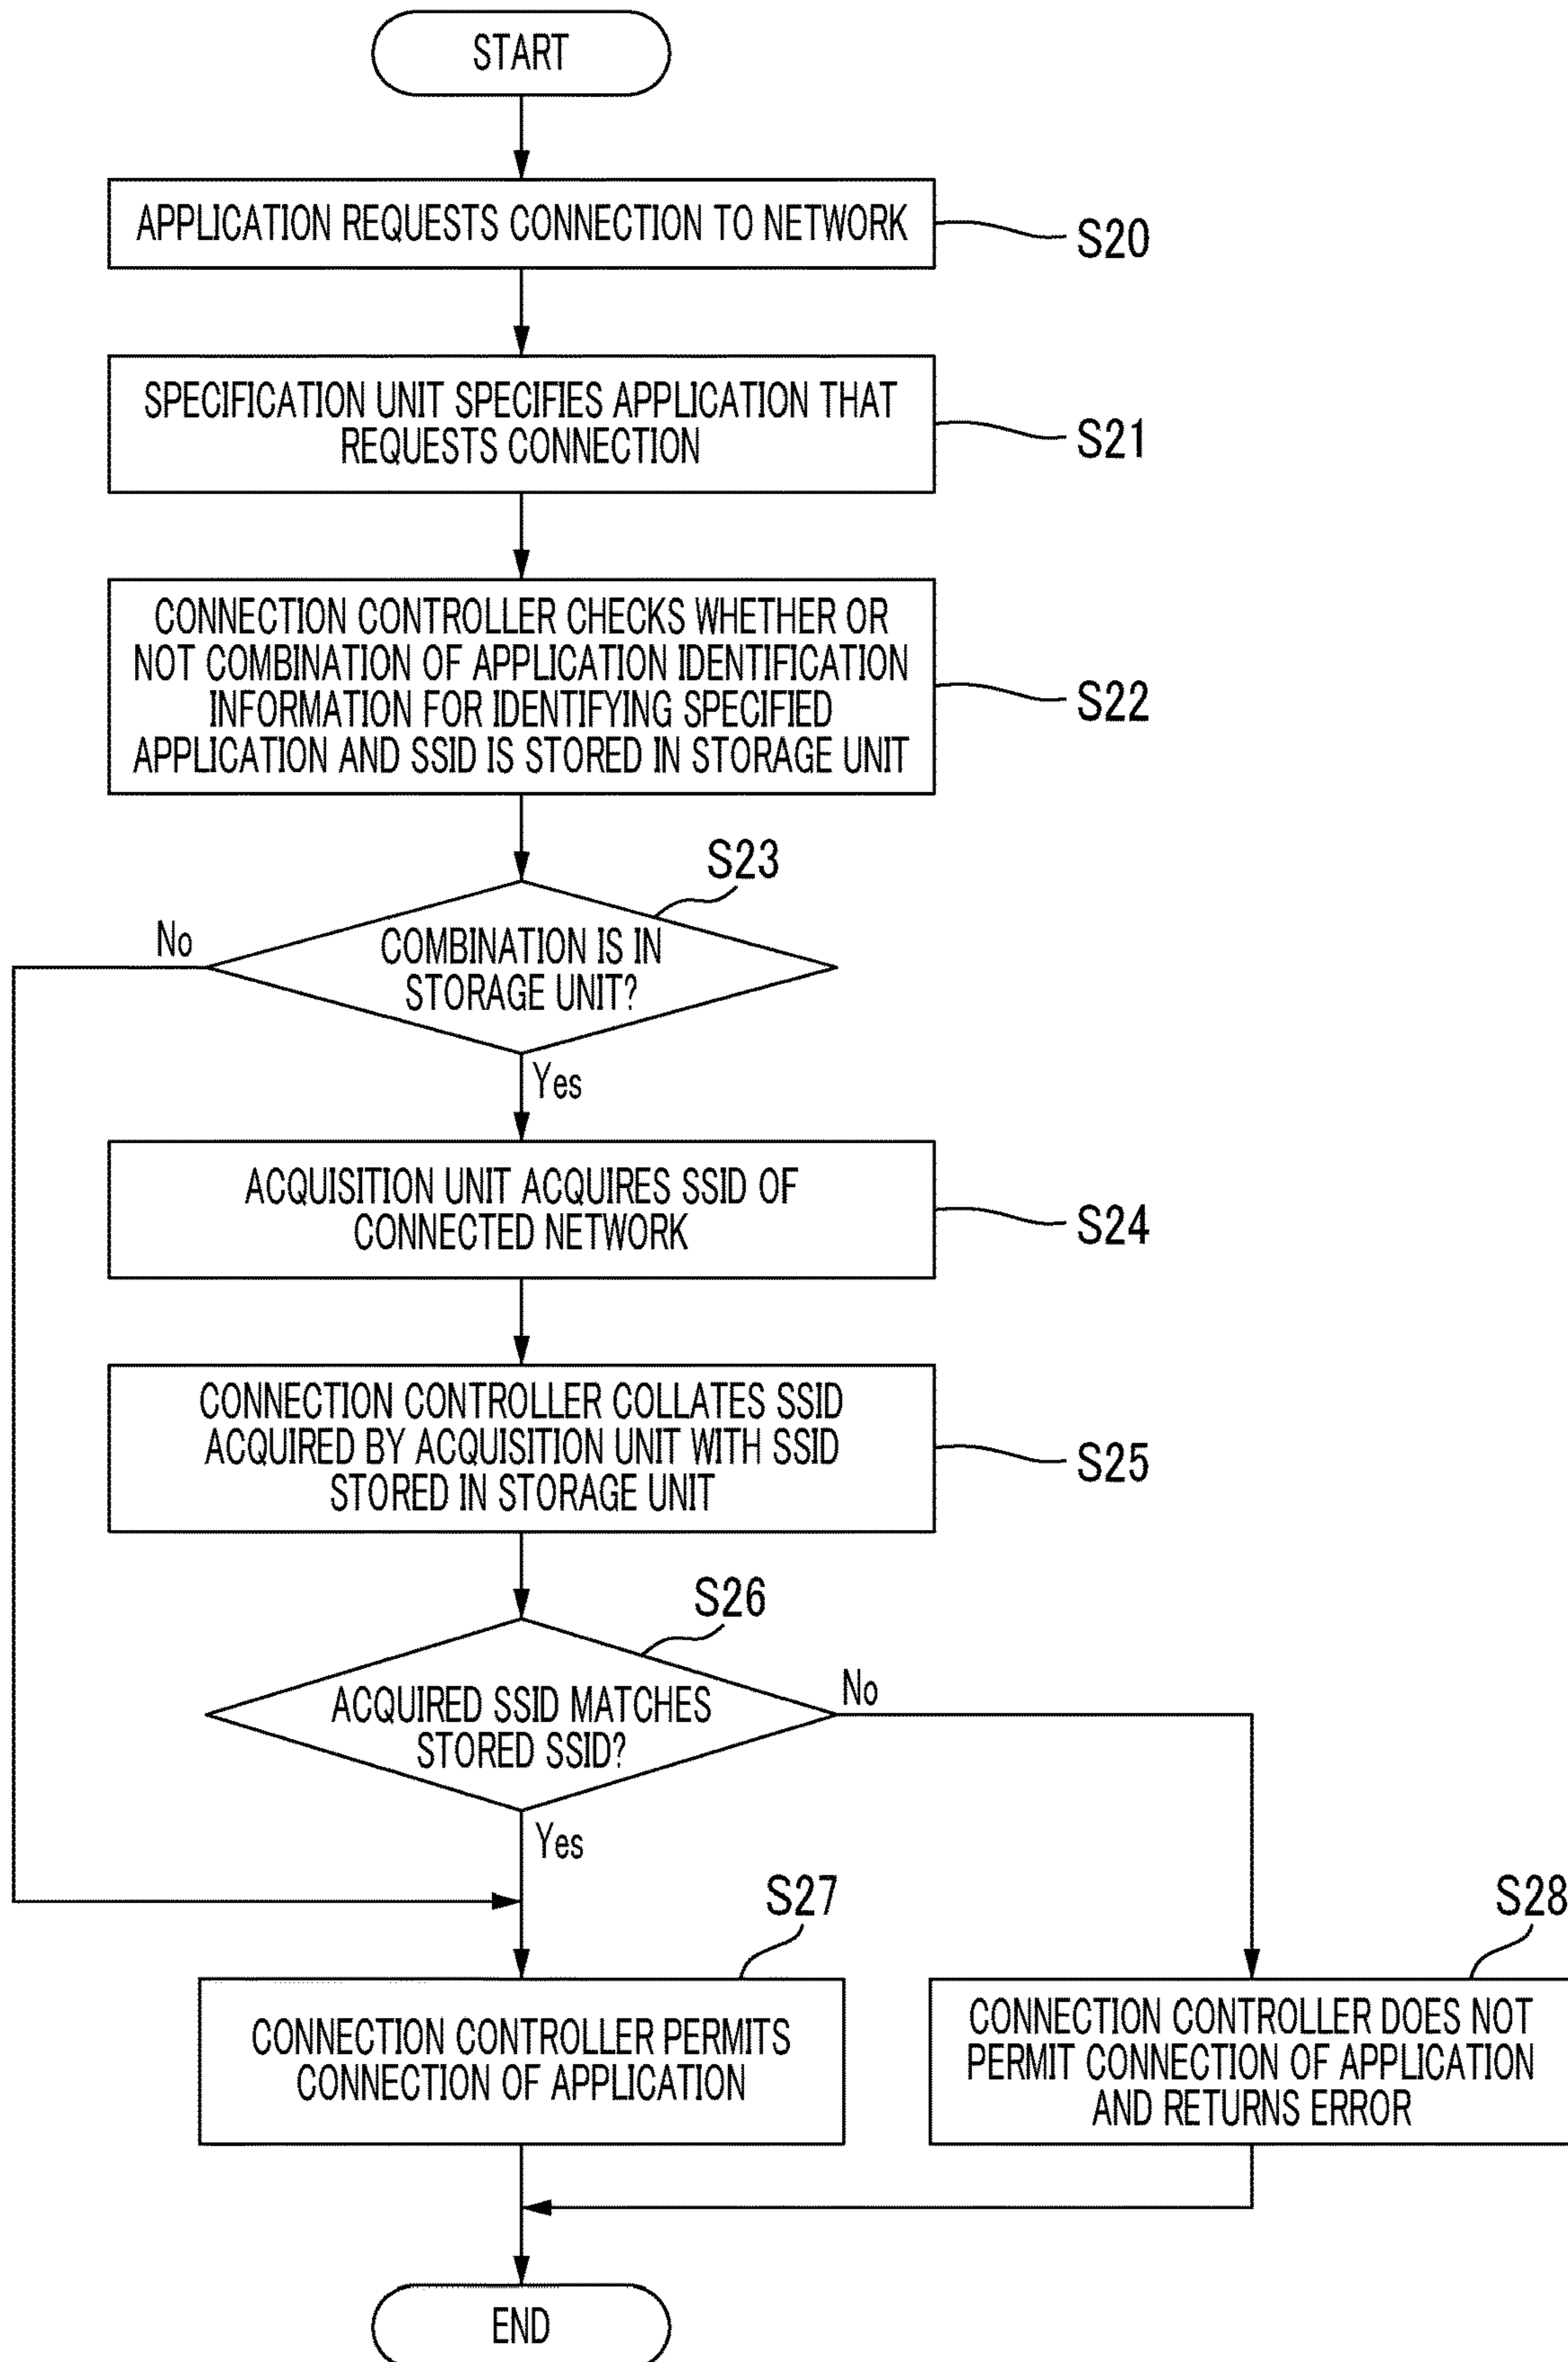 START
APPLICATION REQUESTS CONNECTION TO NETWORK
S20
SPECIFICATION UNIT SPECIFIES APPLICATION THAT
REQUESTS CONNECTION
S21
CONNECTION CONTROLLER CHECKS WHETHER OR
NOT COMBINATION OF APPLICATION IDENTIFICATION
INFORMATION FOR IDENTIFYING SPECIFIED
APPLICATION AND SSID IS STORED IN STORAGE UNIT
S22
S23
No
COMBINATION IS IN
STORAGE UNIT?
Yes
ACQUISITION UNIT ACQUIRES SSID OF
CONNECTED NETWORK
S24
CONNECTION CONTROLLER COLLATES SSID
ACQUIRED BY ACQUISITION UNIT WITH SSID
STORED IN STORAGE UNIT
S25
S26
No
ACQUIRED SSID MATCHES
STORED SSID?
Yes
S27
S28
CONNECTION CONTROLLER PERMITS
CONNECTION OF APPLICATION
CONNECTION CONTROLLER DOES NOT
PERMIT CONNECTION OF APPLICATION
AND RETURNS ERROR
END